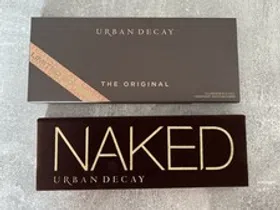 URBAN DECAY
THE ORIGINAL
NAKED
URBAN DECAY